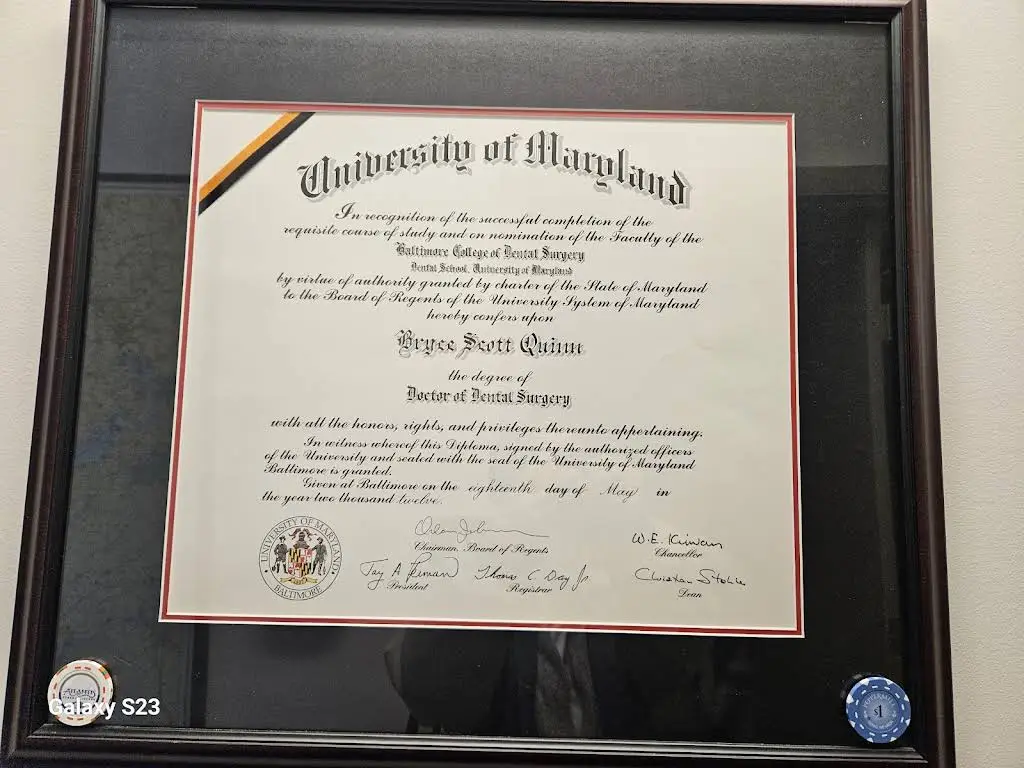 University of Maryland
In recognition of the successful completion of the
requisite course of study and on nomination of the Faculty of the
Baltimore College of Dental Surgery
Dental School, University of Maryland
by virtue of authority granted by charter of the State of Maryland
to the Board of Regents of the University System of Maryland
hereby confers upon
Bryce Scott Quinn
the degree of
Doctor of Dental Surgery
with all the honors, rights, and privileges thereunto appertaining.
In witness whereof this Diploma, signed by the authorized officers
of the University and sealed with the seal of the University of Maryland
Baltimore is granted.
Given at Baltimore on the eighteenth day of May in
the year two thousand twelve.
UNIVERSITY OF MARYLAND
BALTIMORE
Chairman, Board of Regents
W.E. Kirwan
Chancellor
Jay A
President
Thomas C. Day Jr
Registrar
Dean
ATLANTIS
$1
Galaxy S23